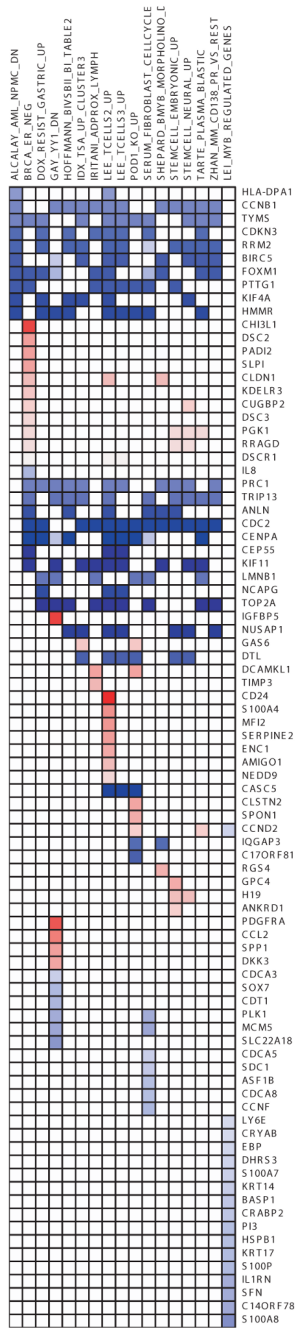 ALCALAY_AML_NPMC_DN
BRCA_ER_NEG
DOX_RESIST_GASTRIC_UP
GAY_YY1_DN
HOFFMANN_BIVSBII_BI_TABLE2
IDX_TSA_UP_CLUSTER3
IRITANI_ADPROX_LYMPH
LEE_TCELLS2_UP
LEE_TCELLS3_UP
POD1_KO_UP
SERUM_FIBROBLAST_CELLCYCLE
SHEPARD_BMYB_MORPHOLINO_D
STEMCELL_EMBRYONIC_UP
STEMCELL_NEURAL_UP
TARTE_PLASMA_BLASTIC
ZHAN_MM_CD138_PR_VS_REST
LEI_MYB_REGULATED_GENES
HLA-DPA1
CCNB1
TYMS
CDKN3
RRM2
BIRC5
FOXM1
PTTG1
KIF4A
HMMR
CHI3L1
DSC2
PADI2
SLPI
CLDN1
KDELR3
CUGBP2
DSC3
PGK1
RRAGD
DSCR1
IL8
PRC1
TRIP13
ANLN
CDC2
CENPA
CEP55
KIF11
LMNB1
NCAPG
TOP2A
IGFBP5
NUSAP1
GAS6
DTL
DCAMKL1
TIMP3
CD24
S100A4
MFI2
SERPINE2
ENC1
AMIGO1
NEDD9
CASC5
CLSTN2
SPON1
CCND2
IQGAP3
C17ORF81
RGS4
GPC4
H19
ANKRD1
PDGFRA
CCL2
SPP1
DKK3
CDCA3
SOX7
CDT1
PLK1
MCM5
SLC22A18
CDCA5
SDC1
ASF1B
CDCA8
CCNF
LY6E
CRYAB
EBP
DHRS3
S100A7
KRT14
BASP1
CRABP2
PI3
HSPB1
KRT17
S100P
IL1RN
SFN
C14ORF78
S100A8